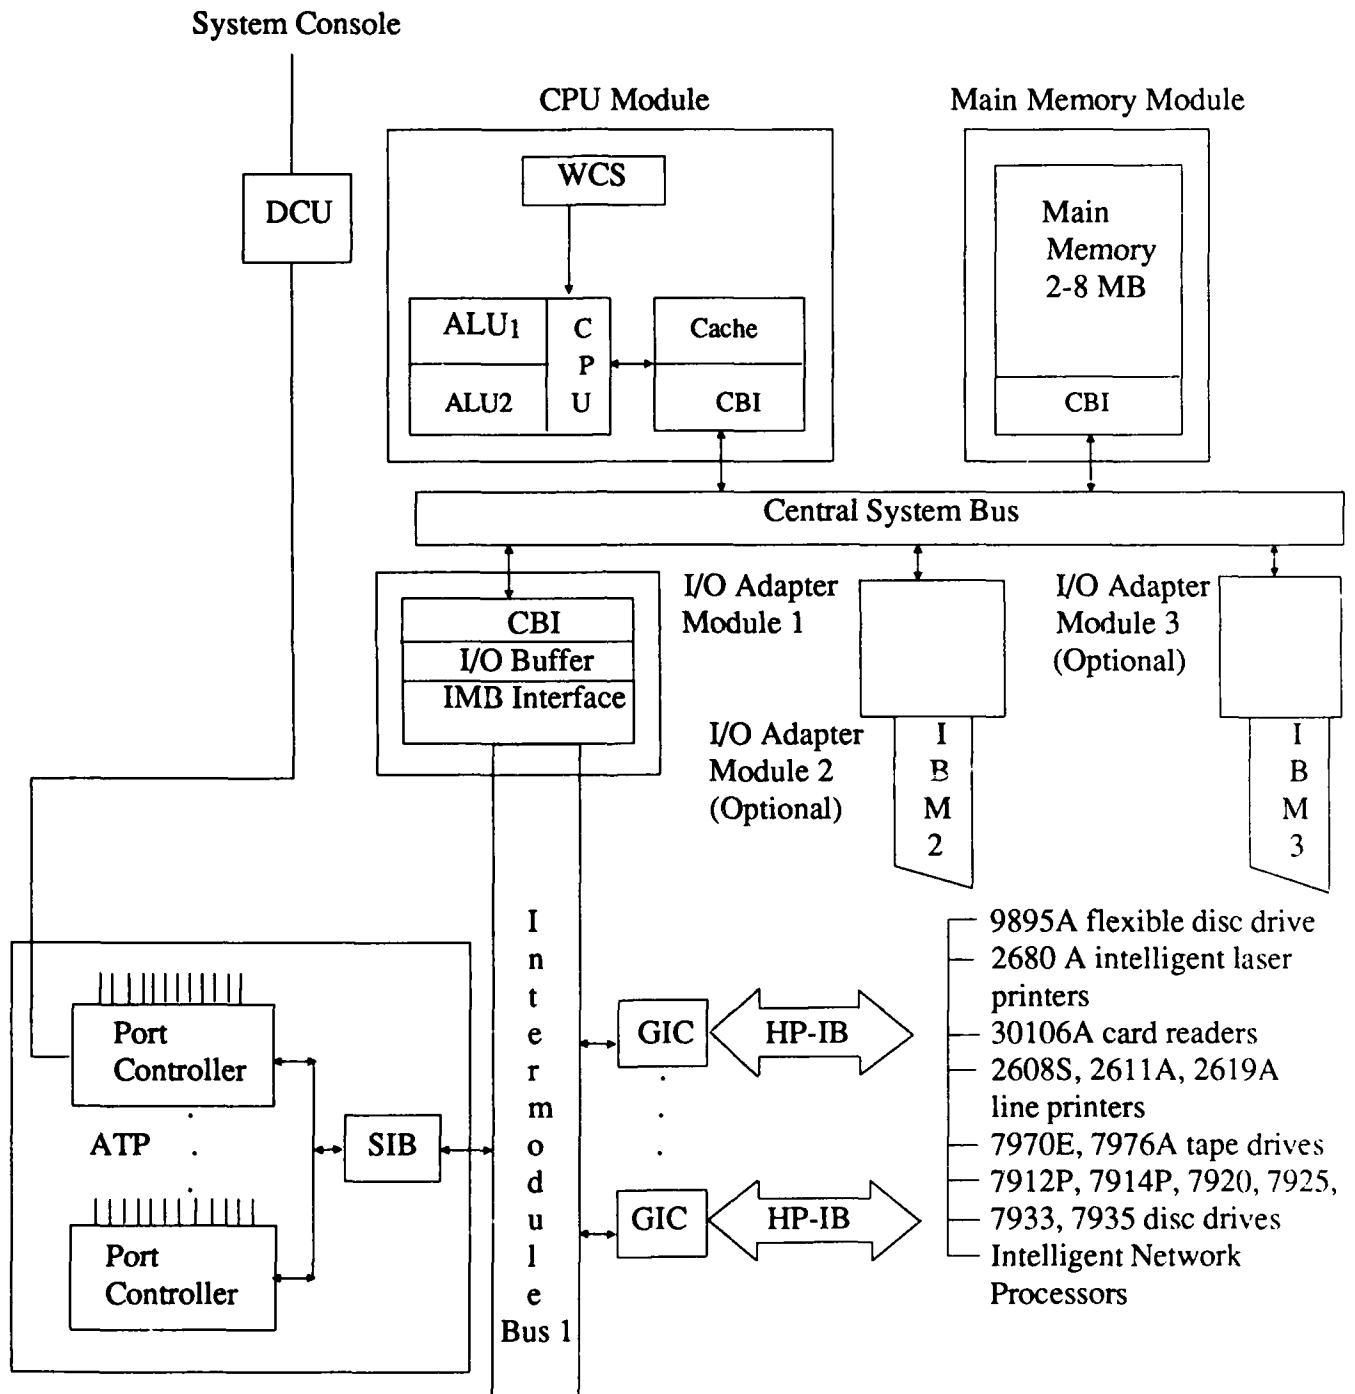 System Console
CPU Module
Main Memory Module
WCS
DCU
Main
Memory
2-8 MB
ALU1
C
P
U
Cache
ALU2
CBI
CBI
Central System Bus
I/O Adapter
Module 1
I/O Adapter
Module 3
(Optional)
CBI
I/O Buffer
IMB Interface
I/O Adapter
Module 2
(Optional)
I
B
M
2
I
B
M
3
I
n
t
e
r
m
o
d
u
l
e
Bus 1
Port
Controller
ATP
SIB
Port
Controller
GIC
HP-IB
GIC
HP-IB
9895A flexible disc drive
2680 A intelligent laser
printers
30106A card readers
2608S, 2611A, 2619A
line printers
7970E, 7976A tape drives
7912P, 7914P, 7920, 7925,
7933, 7935 disc drives
Intelligent Network
Processors